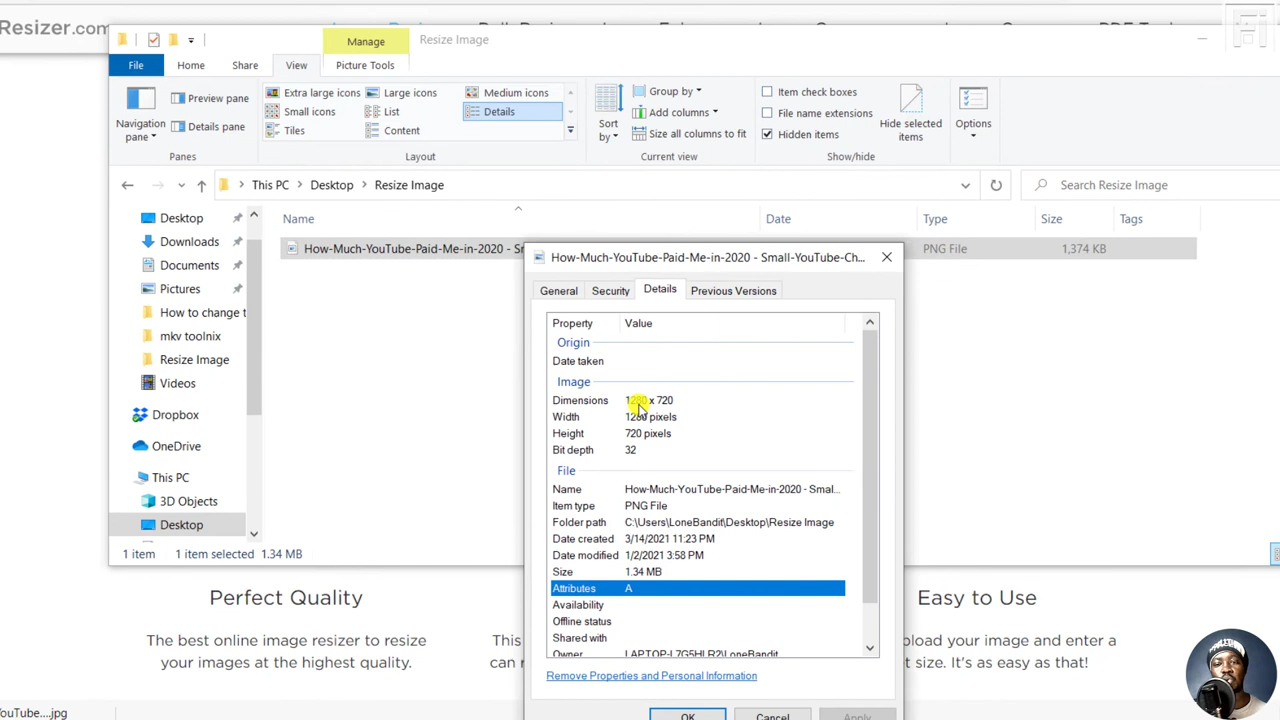 Resizer.com
Manage
Resize Image
File
Home
Share
View
Picture Tools
Navigation pane
Preview pane
Details pane
Panes
Extra large icons
Large icons
Medium icons
Small icons
List
Details
Tiles
Content
Layout
Sort by
Group by
Add columns
Size all columns to fit
Current view
Item check boxes
File name extensions
Hidden items
Hide selected items
Show/hide
Options
This PC
Desktop
Resize Image
Search Resize Image
Desktop
Downloads
Documents
Pictures
How to change t
mkv toolnix
Resize Image
Videos
Dropbox
OneDrive
This PC
3D Objects
Desktop
Name
Date
Type
Size
Tags
How-Much-YouTube-Paid-Me-in-2020 - S
PNG File
1,374 KB
1 item
1 item selected 1.34 MB
How-Much-YouTube-Paid-Me-in-2020 - Small-YouTube-Ch...
General
Security
Details
Previous Versions
Property Value
Origin
Date taken
Image
Dimensions 1280 x 720
Width 1280 pixels
Height 720 pixels
Bit depth 32
File
Name How-Much-YouTube-Paid-Me-in-2020 - Smal...
Item type PNG File
Folder path C:\Users\LoneBandit\Desktop\Resize Image
Date created 3/14/2021 11:23 PM
Date modified 1/2/2021 3:58 PM
Size 1.34 MB
Attributes A
Availability
Offline status
Shared with
Owner LAPTOP-L7G5HLR2\LoneBandit
Remove Properties and Personal Information
OK
Cancel
Apply
Perfect Quality
The best online image resizer to resize
your images at the highest quality.
This
can r
Easy to Use
pload your image and enter a
t size. It's as easy as that!
YouTube....jpg